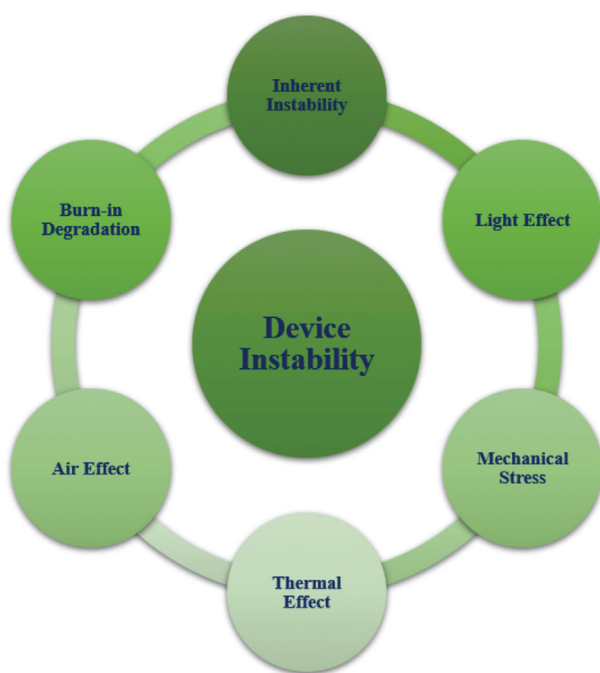 Inherent
Instability
Light Effect
Mechanical
Stress
Thermal
Effect
Air Effect
Burn-in
Degradation
Device
Instability